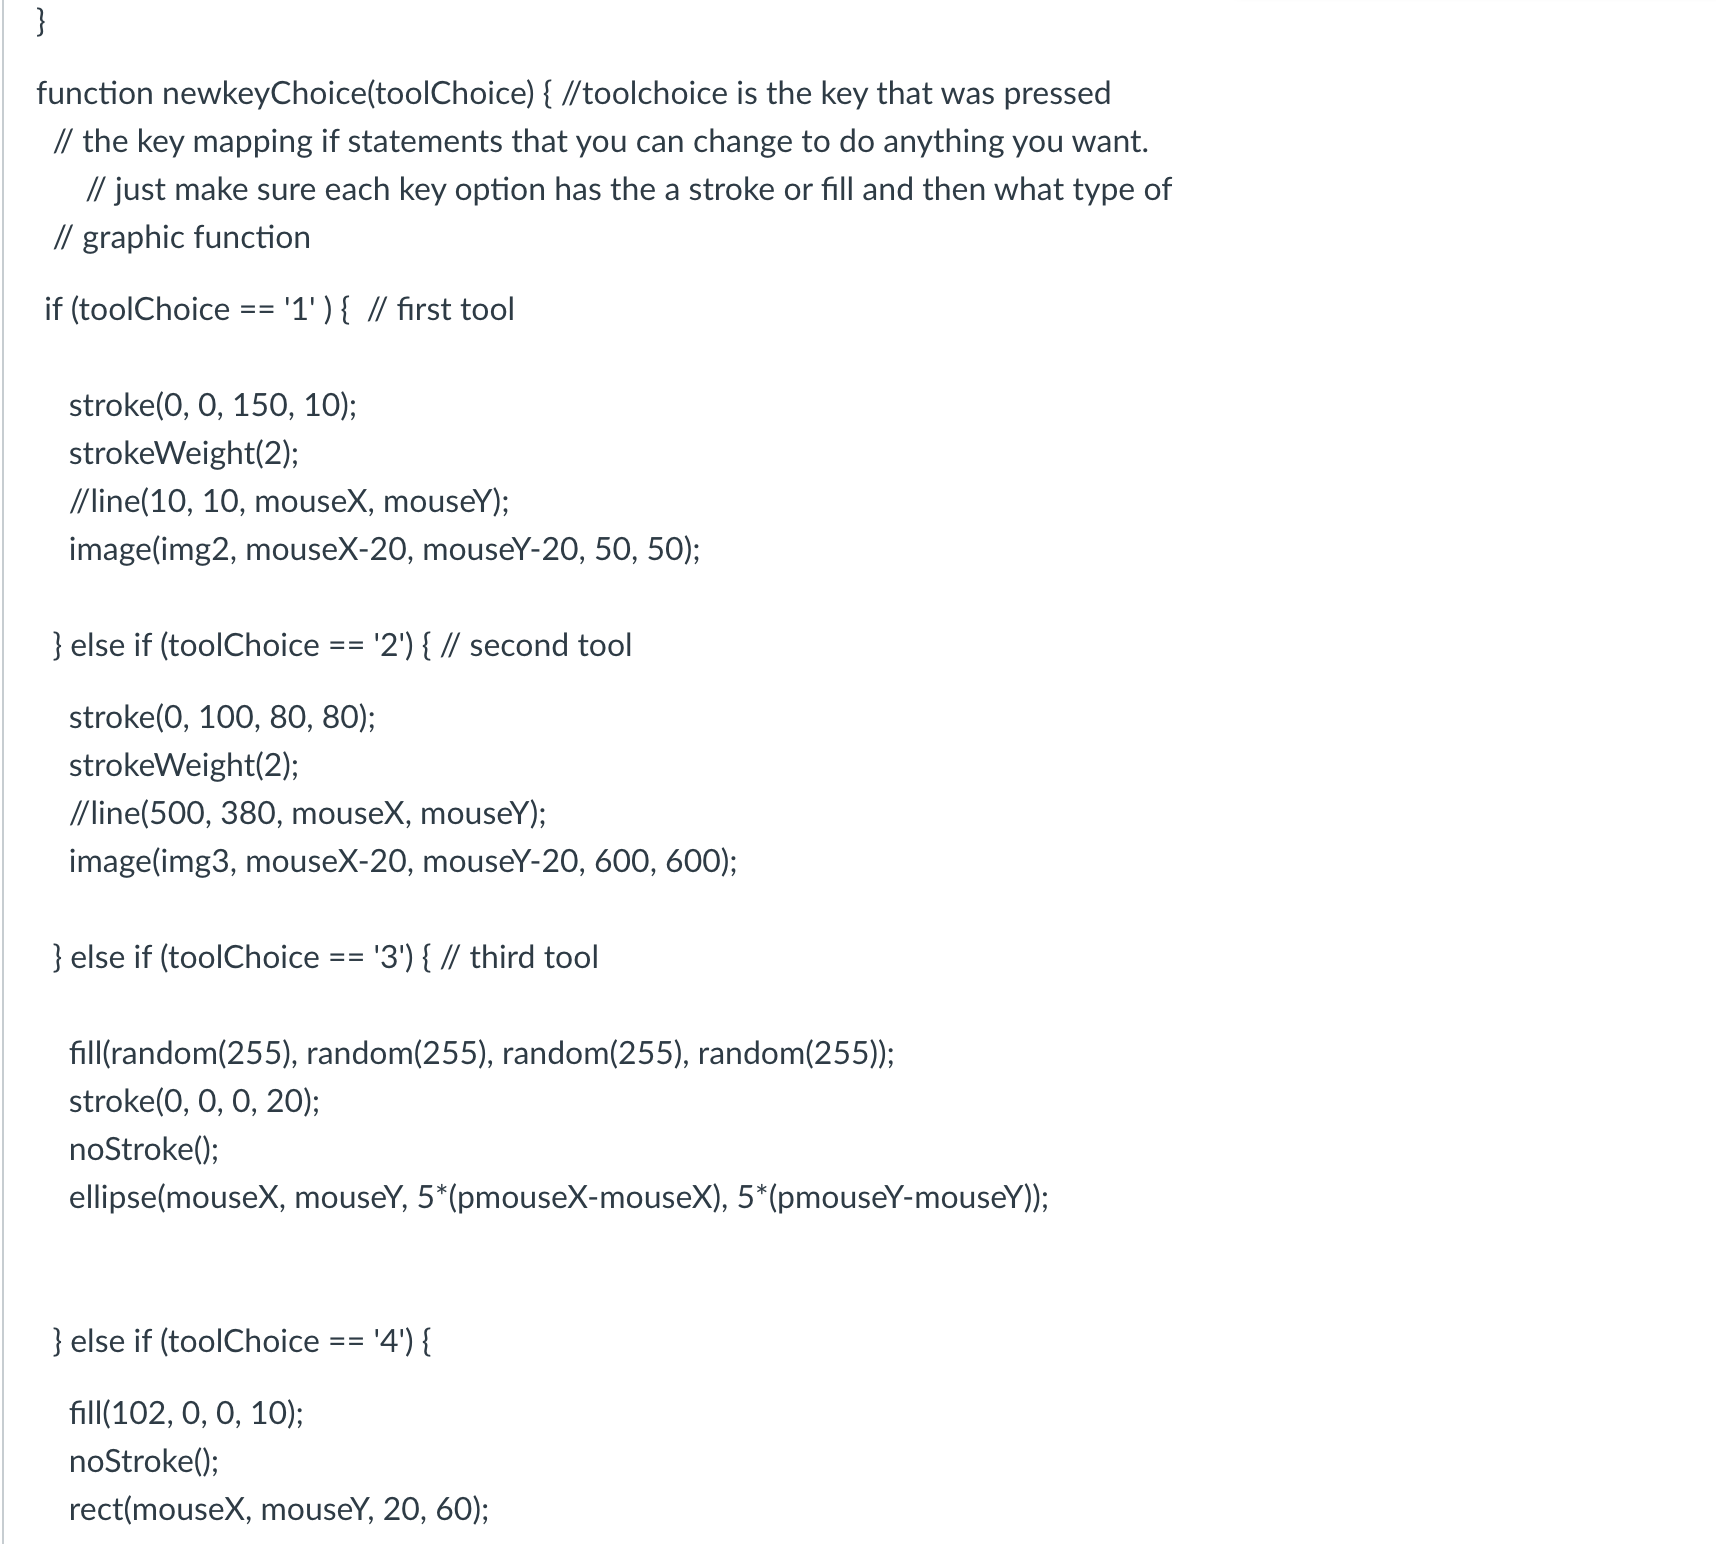 }
function newkeyChoice(toolChoice) { //toolchoice is the key that was pressed
// the key mapping if statements that you can change to do anything you want.
// just make sure each key option has the a stroke or fill and then what type of
// graphic function
if (toolChoice == '1' ) {  // first tool
stroke(0, 0, 150, 10);
strokeWeight(2);
//line(10, 10, mouseX, mouseY);
image(img2, mouseX-20, mouseY-20, 50, 50);
} else if (toolChoice == '2') { // second tool
stroke(0, 100, 80, 80);
strokeWeight(2);
//line(500, 380, mouseX, mouseY);
image(img3, mouseX-20, mouseY-20, 600, 600);
} else if (toolChoice == '3') { // third tool
fill(random(255), random(255), random(255), random(255));
stroke(0, 0, 0, 20);
noStroke();
ellipse(mouseX, mouseY, 5*(pmouseX-mouseX), 5*(pmouseY-mouseY));
} else if (toolChoice == '4') {
fill(102, 0, 0, 10);
noStroke();
rect(mouseX, mouseY, 20, 60);